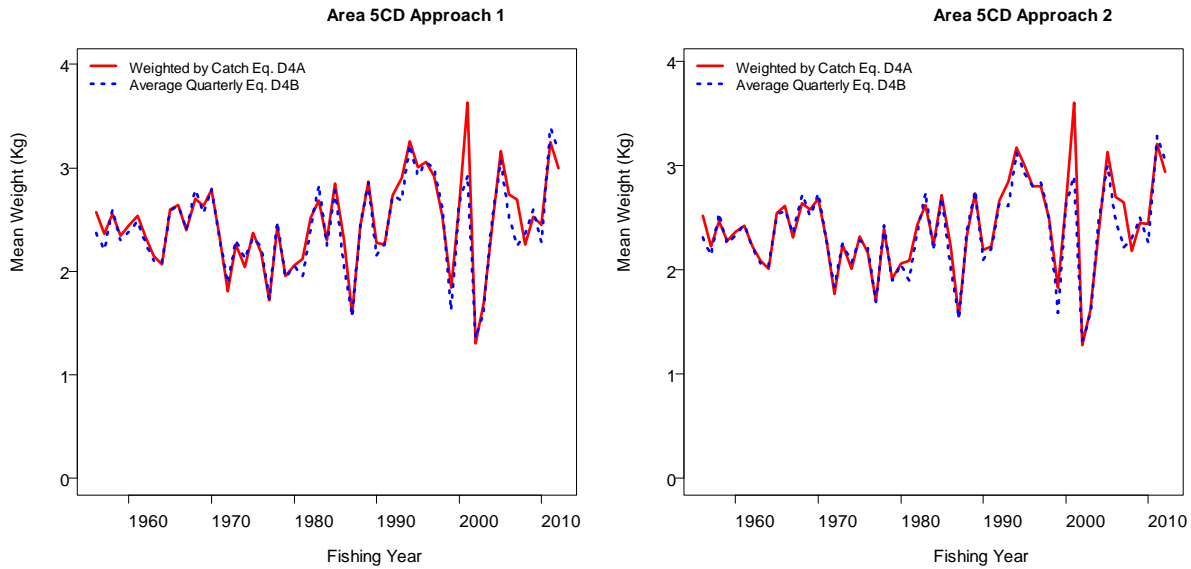 Area 5CD Approach 1
Weighted by Catch Eq. D4A
Average Quarterly Eq. D4B
Mean Weight (Kg)
4
3
2
1
0
1960 1970 1980 1990 2000 2010
Fishing Year
Area 5CD Approach 2
Weighted by Catch Eq. D4A
Average Quarterly Eq. D4B
Mean Weight (Kg)
4
3
2
1
0
1960 1970 1980 1990 2000 2010
Fishing Year